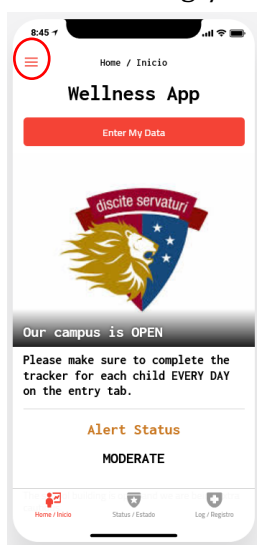 8:45
Home / Inicio
Wellness App
Enter My Data
discite servaturi
Our campus is OPEN
Please make sure to complete the
tracker for each child EVERY DAY
on the entry tab.
Alert Status
MODERATE
Home / Inicio
Status / Estado
Log / Registro